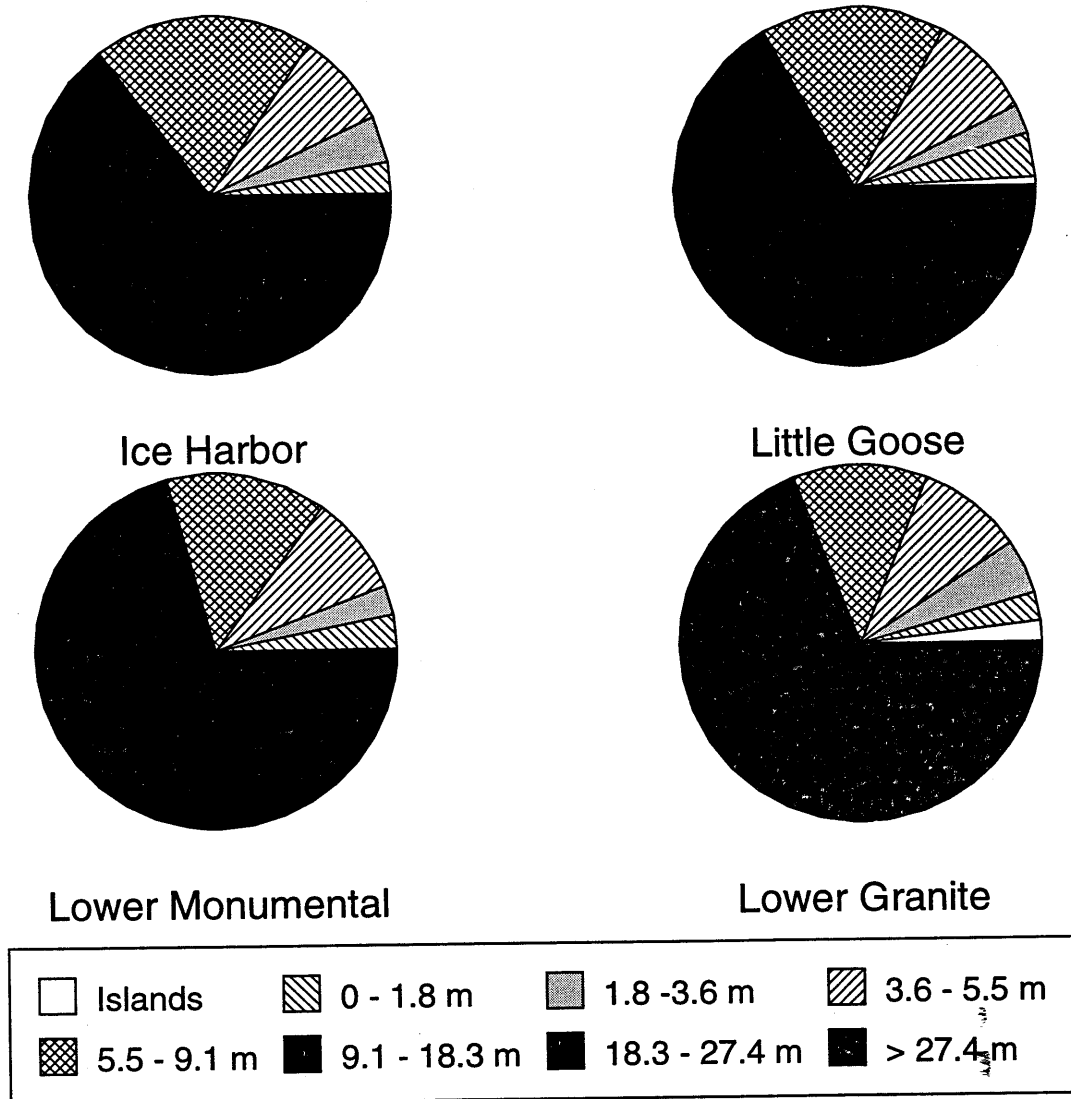 Ice Harbor
Little Goose
Lower Monumental
Lower Granite
Islands
0 - 1.8 m
1.8 -3.6 m
3.6 - 5.5 m
5.5 - 9.1 m
9.1 - 18.3 m
18.3 - 27.4 m
> 27.4 m